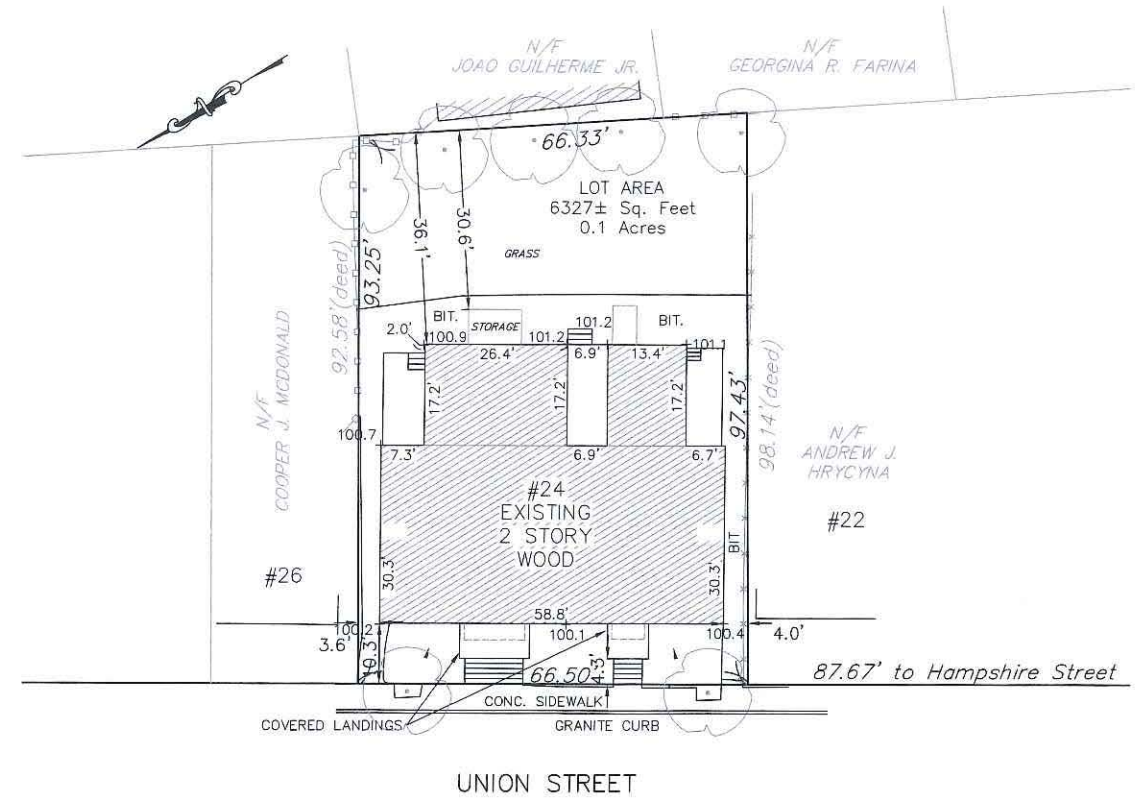 N/F
JOAO GUILHERME JR.
N/F
GEORGINA R. FARINA
66.33'
LOT AREA
6327± Sq. Feet
0.1 Acres
36.1'
30.6'
GRASS
93.25'
92.58'(deed)
N/F
COOPER J. MCDONALD
BIT.
STORAGE
101.2
BIT.
2.0'
100.9
101.2
101.1
26.4'
6.9'
13.4'
17.2'
17.2'
17.2'
97.43'
98.14'(deed)
N/F
ANDREW J.
HRYCYNA
#22
100.7
7.3'
6.9'
6.7'
#24
EXISTING
2 STORY
WOOD
BIT
#26
30.3'
30.3'
58.8'
100.2
100.1
100.4
3.6'
4.0'
4.3'
66.50'
87.67' to Hampshire Street
CONC. SIDEWALK
COVERED LANDINGS
GRANITE CURB
UNION STREET